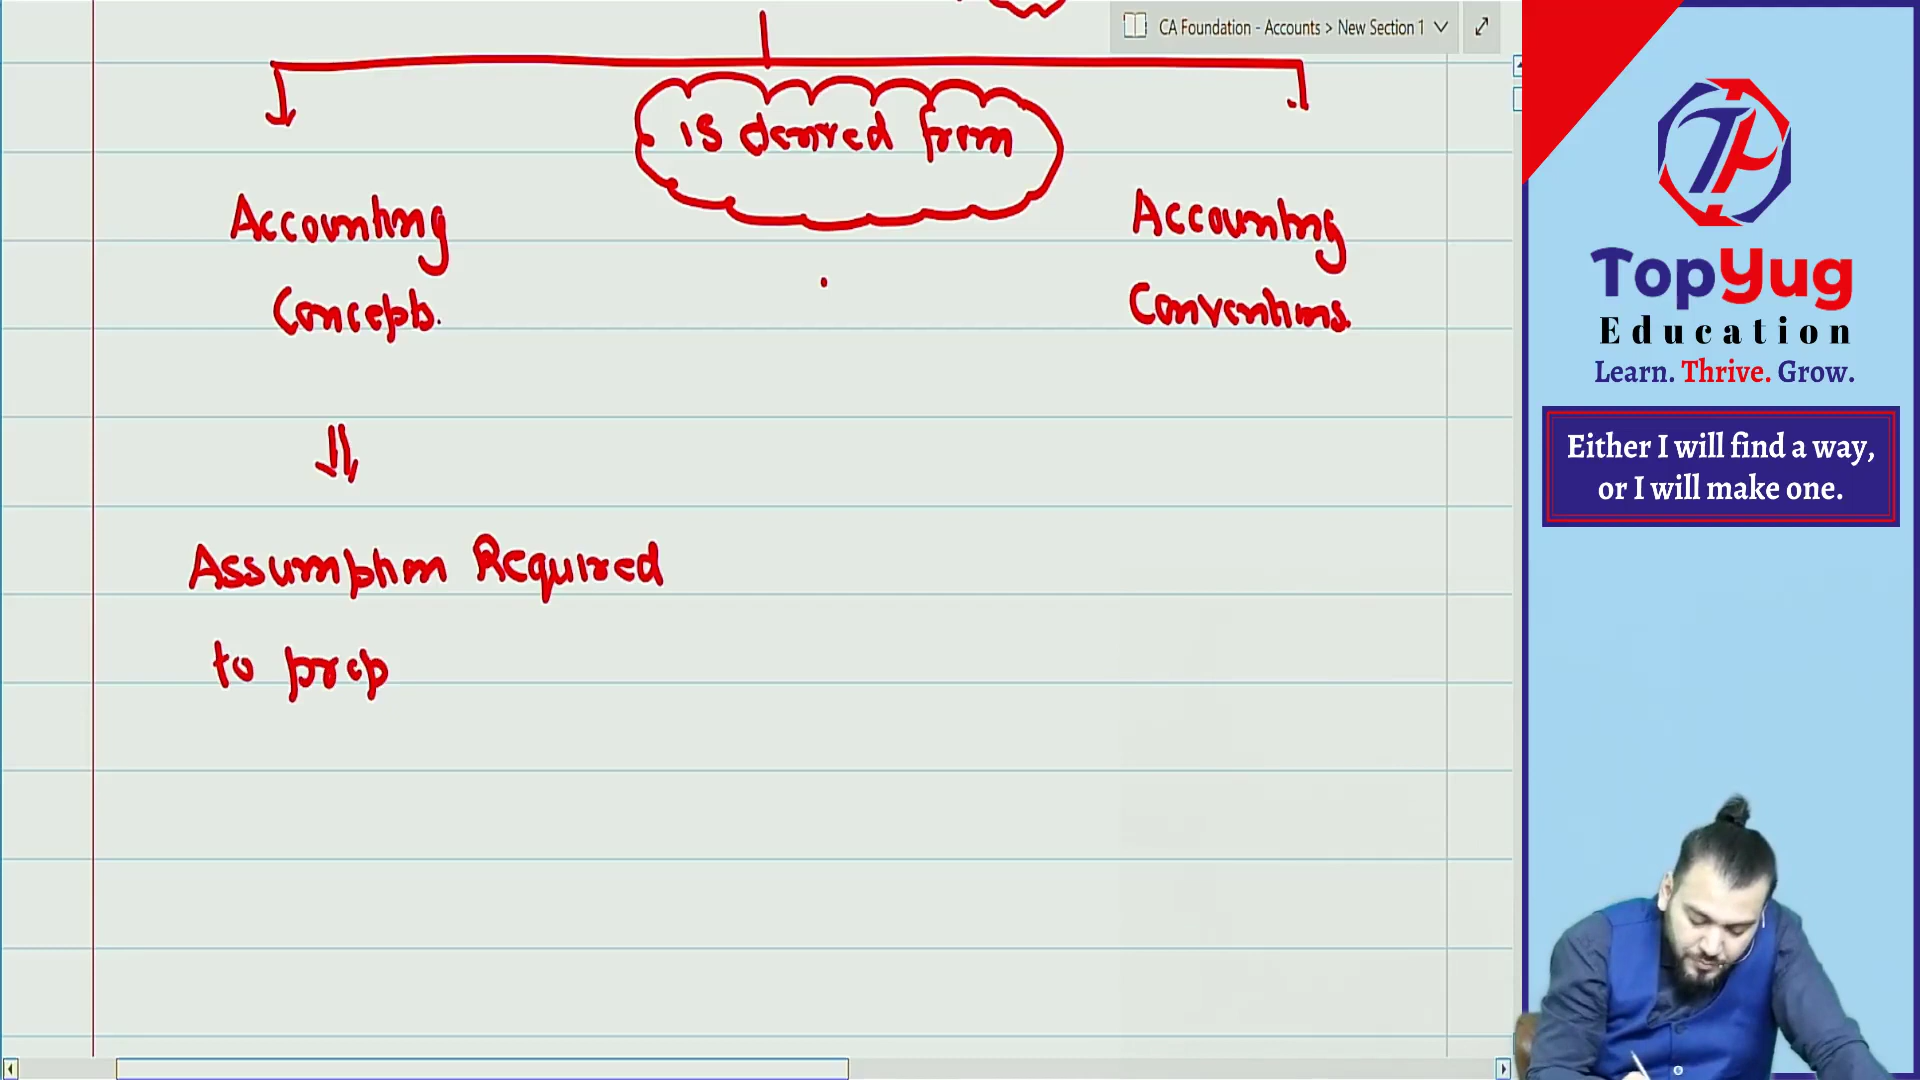 CA Foundation - Accounts > New Section 1
is derived from
Accounting
Concepts.
Accounting
Conventions.
Assumption Required
to prep
TopYug
Education
Learn. Thrive. Grow.
Either I will find a way,
or I will make one.